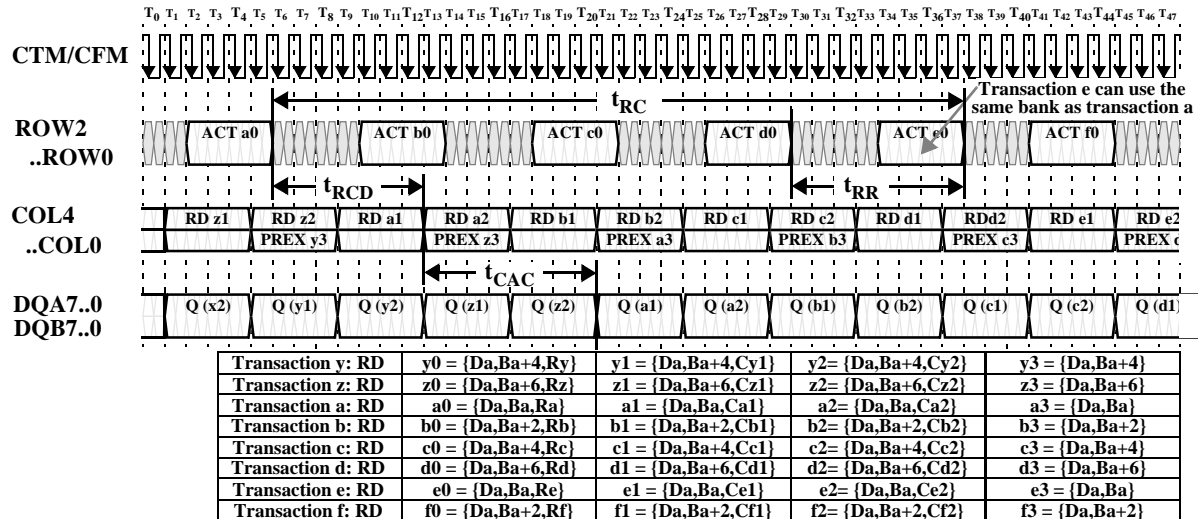 T0 T1 T2 T3 T4 T5 T6 T7 T8 T9 T10 T11 T12 T13 T14 T15 T16 T17 T18 T19 T20 T21 T22 T23 T24 T25 T26 T27 T28 T29 T30 T31 T32 T33 T34 T35 T36 T37 T38 T39 T40 T41 T42 T43 T44 T45 T46 T47
CTM/CFM
Transaction e can use the
same bank as transaction a
tRC
ROW2
..ROW0
ACT a0 ACT b0 ACT c0 ACT d0 ACT e0 ACT f0
tRCD tRR
COL4
..COL0
RD z1 RD z2 RD a1 RD a2 RD b1 RD b2 RD c1 RD c2 RD d1 RDd2 RD e1 RD e2
PREX y3 PREX z3 PREX a3 PREX b3 PREX c3 PREX d
tCAC
DQA7..0
DQB7..0
Q (x2) Q (y1) Q (y2) Q (z1) Q (z2) Q (a1) Q (a2) Q (b1) Q (b2) Q (c1) Q (c2) Q (d1)
Transaction y: RD y0 = {Da,Ba+4,Ry} y1 = {Da,Ba+4,Cy1} y2= {Da,Ba+4,Cy2} y3 = {Da,Ba+4}
Transaction z: RD z0 = {Da,Ba+6,Rz} z1 = {Da,Ba+6,Cz1} z2= {Da,Ba+6,Cz2} z3 = {Da,Ba+6}
Transaction a: RD a0 = {Da,Ba,Ra} a1 = {Da,Ba,Ca1} a2= {Da,Ba,Ca2} a3 = {Da,Ba}
Transaction b: RD b0 = {Da,Ba+2,Rb} b1 = {Da,Ba+2,Cb1} b2= {Da,Ba+2,Cb2} b3 = {Da,Ba+2}
Transaction c: RD c0 = {Da,Ba+4,Rc} c1 = {Da,Ba+4,Cc1} c2= {Da,Ba+4,Cc2} c3 = {Da,Ba+4}
Transaction d: RD d0 = {Da,Ba+6,Rd} d1 = {Da,Ba+6,Cd1} d2= {Da,Ba+6,Cd2} d3 = {Da,Ba+6}
Transaction e: RD e0 = {Da,Ba,Re} e1 = {Da,Ba,Ce1} e2= {Da,Ba,Ce2} e3 = {Da,Ba}
Transaction f: RD f0 = {Da,Ba+2,Rf} f1 = {Da,Ba+2,Cf1} f2= {Da,Ba+2,Cf2} f3 = {Da,Ba+2}